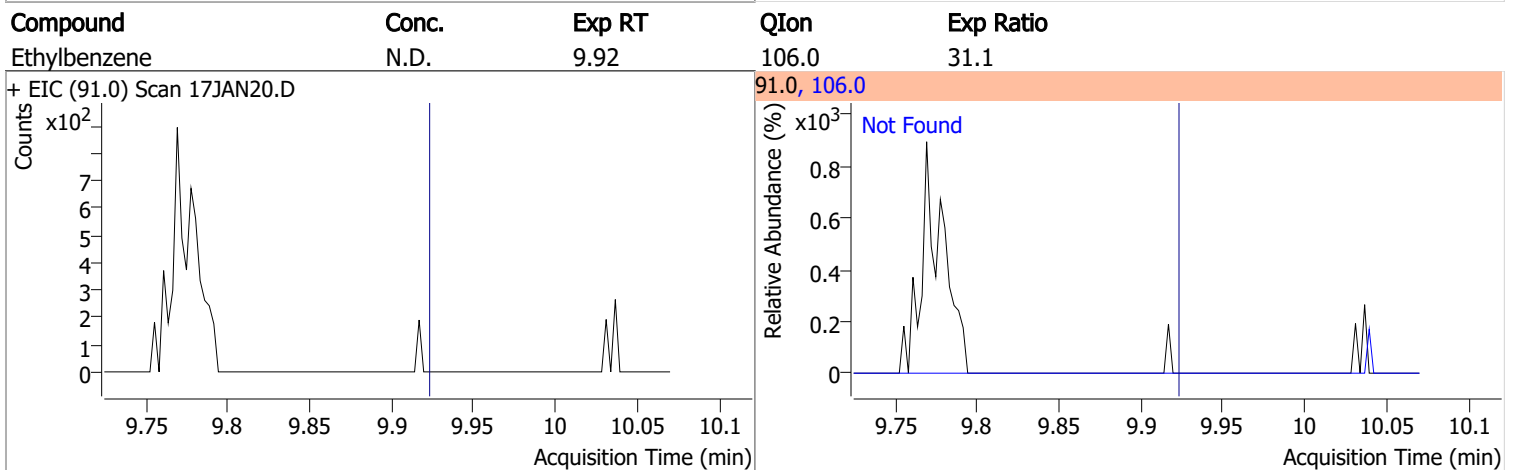 Compound Conc. Exp RT QIon Exp Ratio
Ethylbenzene N.D. 9.92 106.0 31.1
+ EIC (91.0) Scan 17JAN20.D
Counts
x10²
7
6
5
4
3
2
1
0
9.75 9.8 9.85 9.9 9.95 10 10.05 10.1
Acquisition Time (min)
91.0, 106.0
Relative Abundance (%)
x10³
Not Found
0.8
0.6
0.4
0.2
0
9.75 9.8 9.85 9.9 9.95 10 10.05 10.1
Acquisition Time (min)